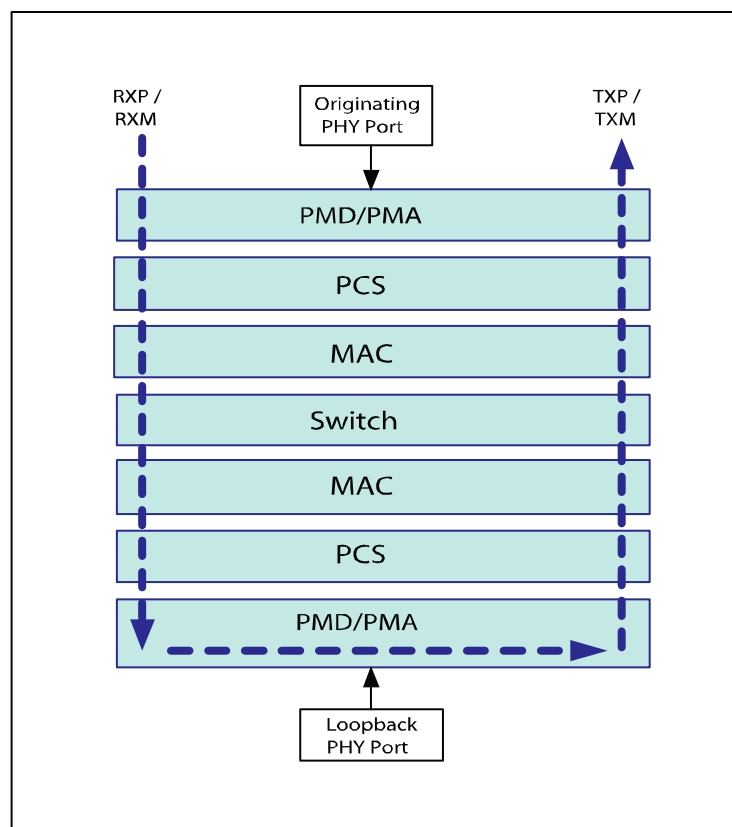 RXP /
RXM
Originating
PHY Port
TXP /
TXM
PMD/PMA
PCS
MAC
Switch
MAC
PCS
PMD/PMA
Loopback
PHY Port